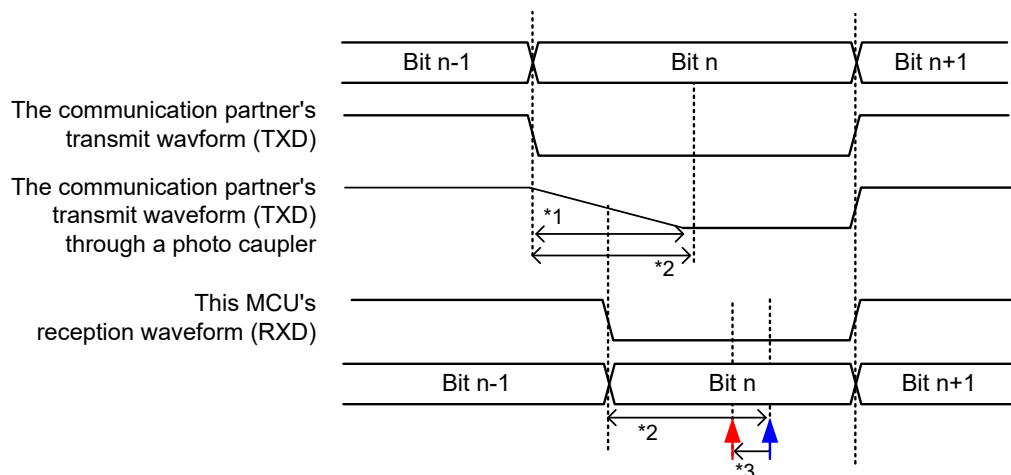 Bit n-1
Bit n
Bit n+1
The communication partner's
transmit wavform (TXD)
The communication partner's
transmit waveform (TXD)
through a photo caupler
*1
*2
This MCU's
reception waveform (RXD)
Bit n-1
Bit n
Bit n+1
*2
*3